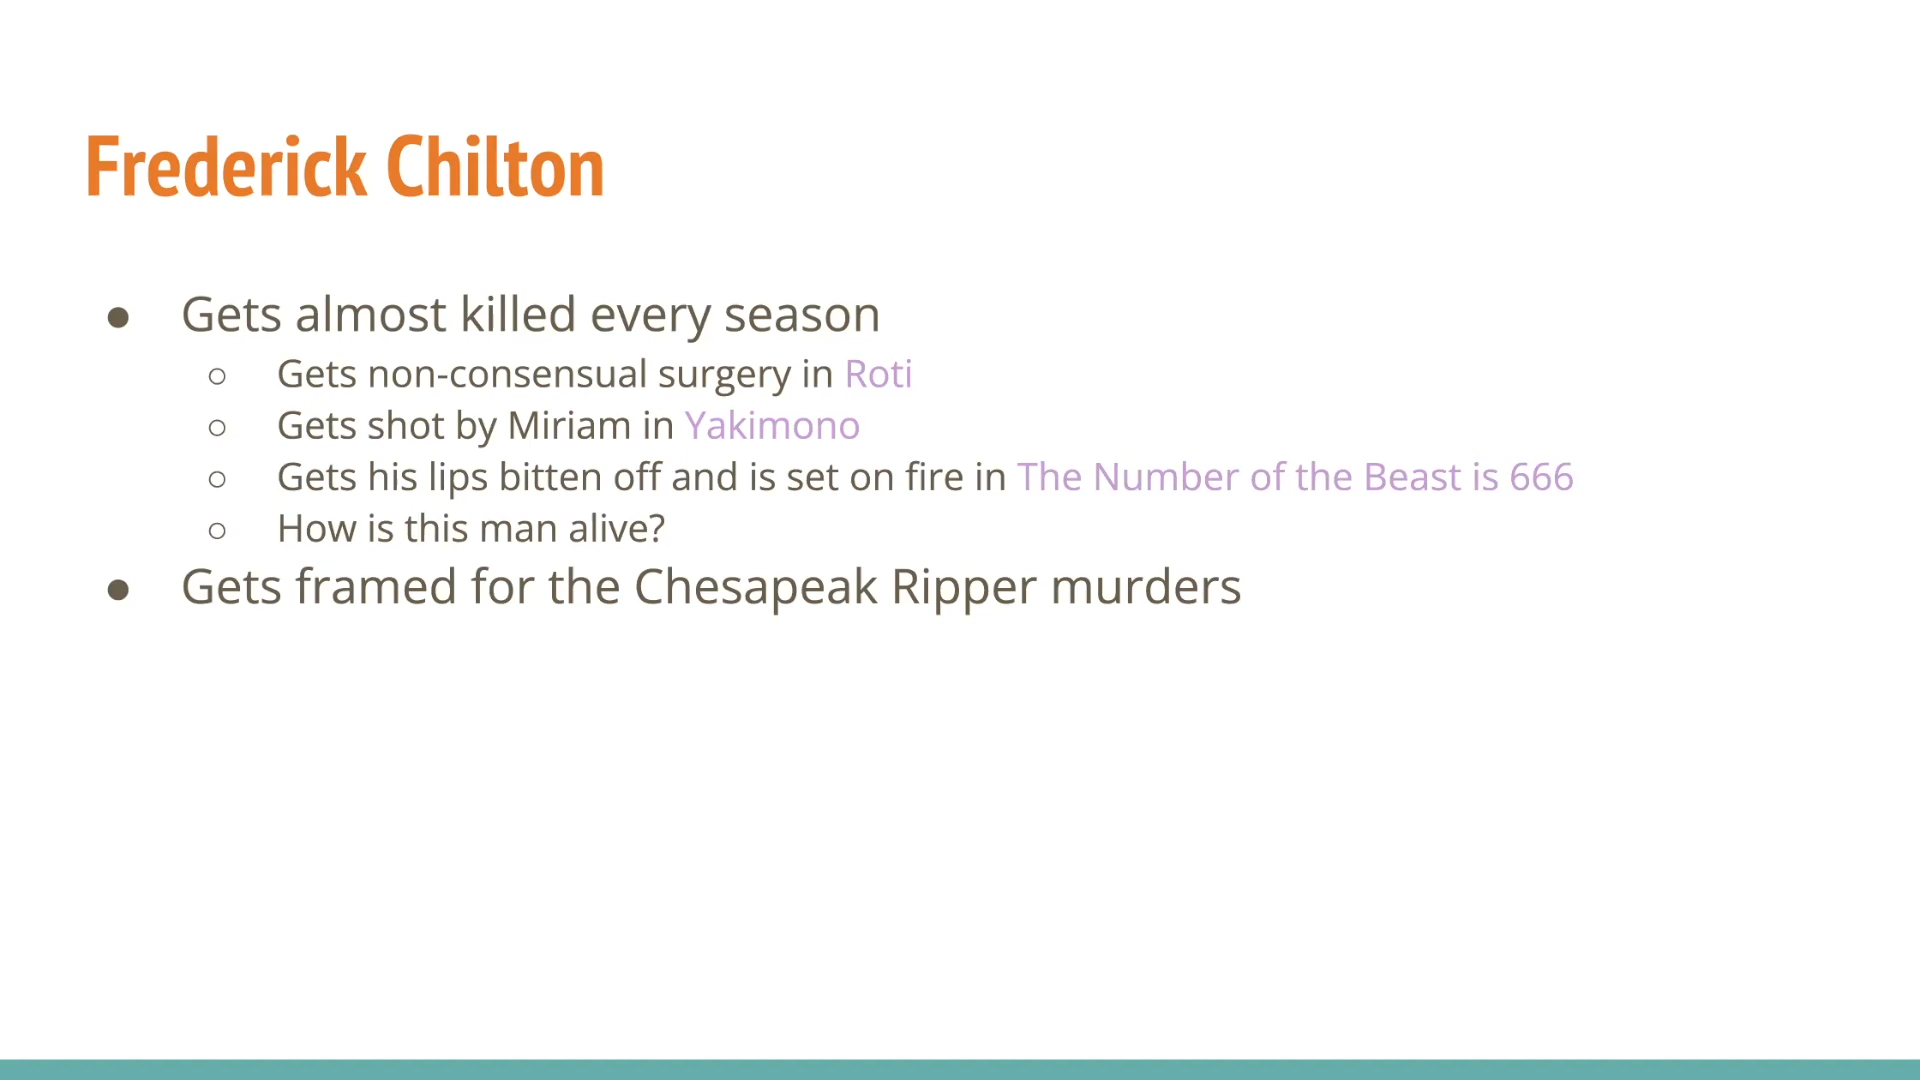 Frederick Chilton
● Gets almost killed every season
○ Gets non-consensual surgery in Roti
○ Gets shot by Miriam in Yakimono
○ Gets his lips bitten off and is set on fire in The Number of the Beast is 666
○ How is this man alive?
● Gets framed for the Chesapeak Ripper murders